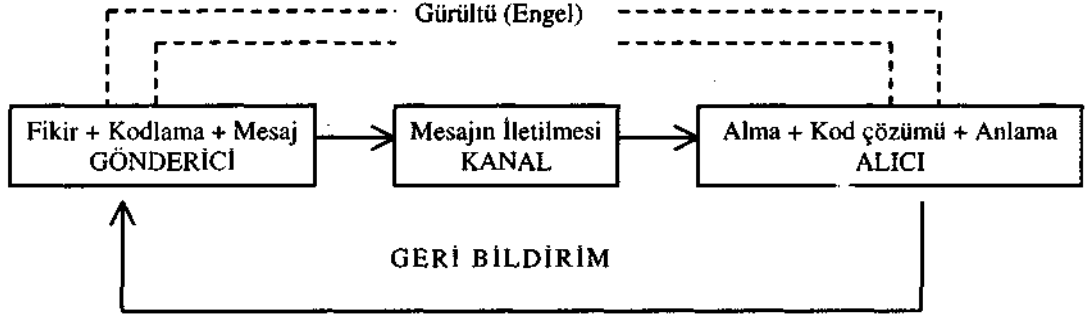 Gürültü (Engel)
Fikir + Kodlama + Mesaj
GÖNDERİCİ
Mesajın İletilmesi
KANAL
Alma + Kod çözümü + Anlama
ALICI
GERİ BİLDİRİM